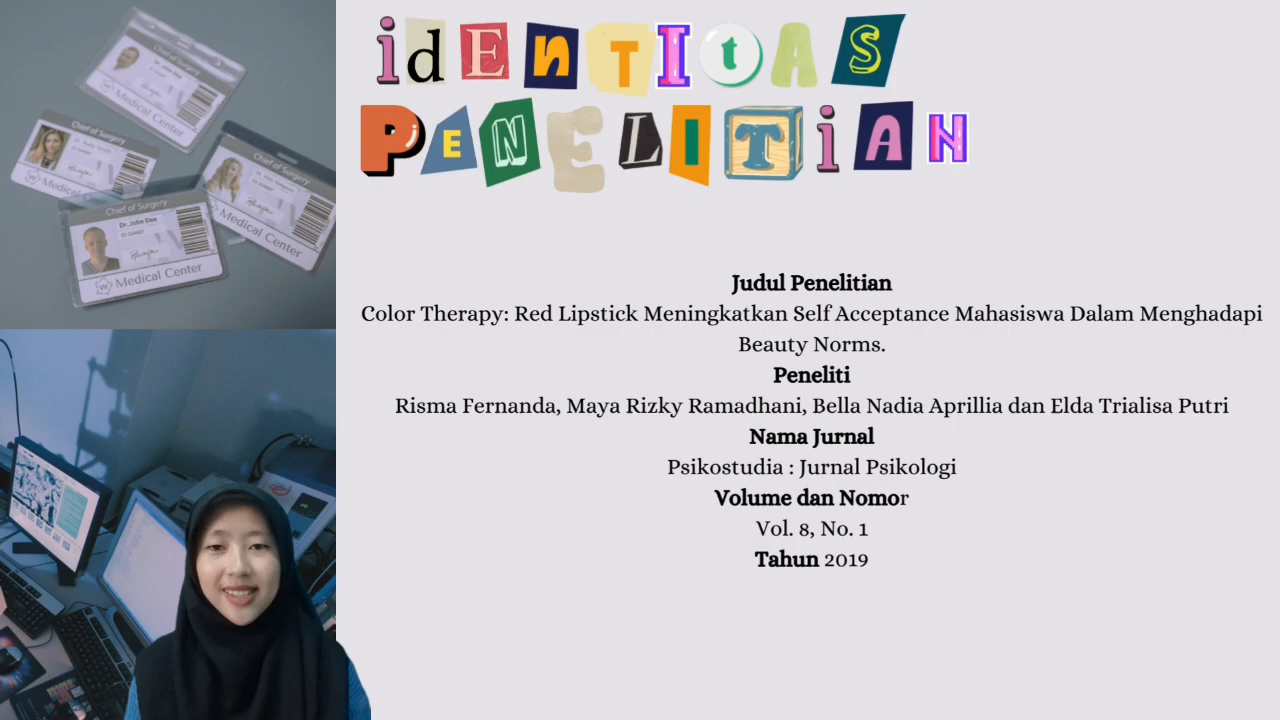 idENTItAS
PENELITiAN
Judul Penelitian
Color Therapy: Red Lipstick Meningkatkan Self Acceptance Mahasiswa Dalam Menghadapi
Beauty Norms.
Peneliti
Risma Fernanda, Maya Rizky Ramadhani, Bella Nadia Aprillia dan Elda Trialisa Putri
Nama Jurnal
Psikostudia : Jurnal Psikologi
Volume dan Nomor
Vol. 8, No. 1
Tahun 2019
Chief of Surgery
Medical Center
Chief of Surgery
Medical Center
Chief of Surgery
Medical Center
Chief of Surgery
Dr. John Doe
Medical Center